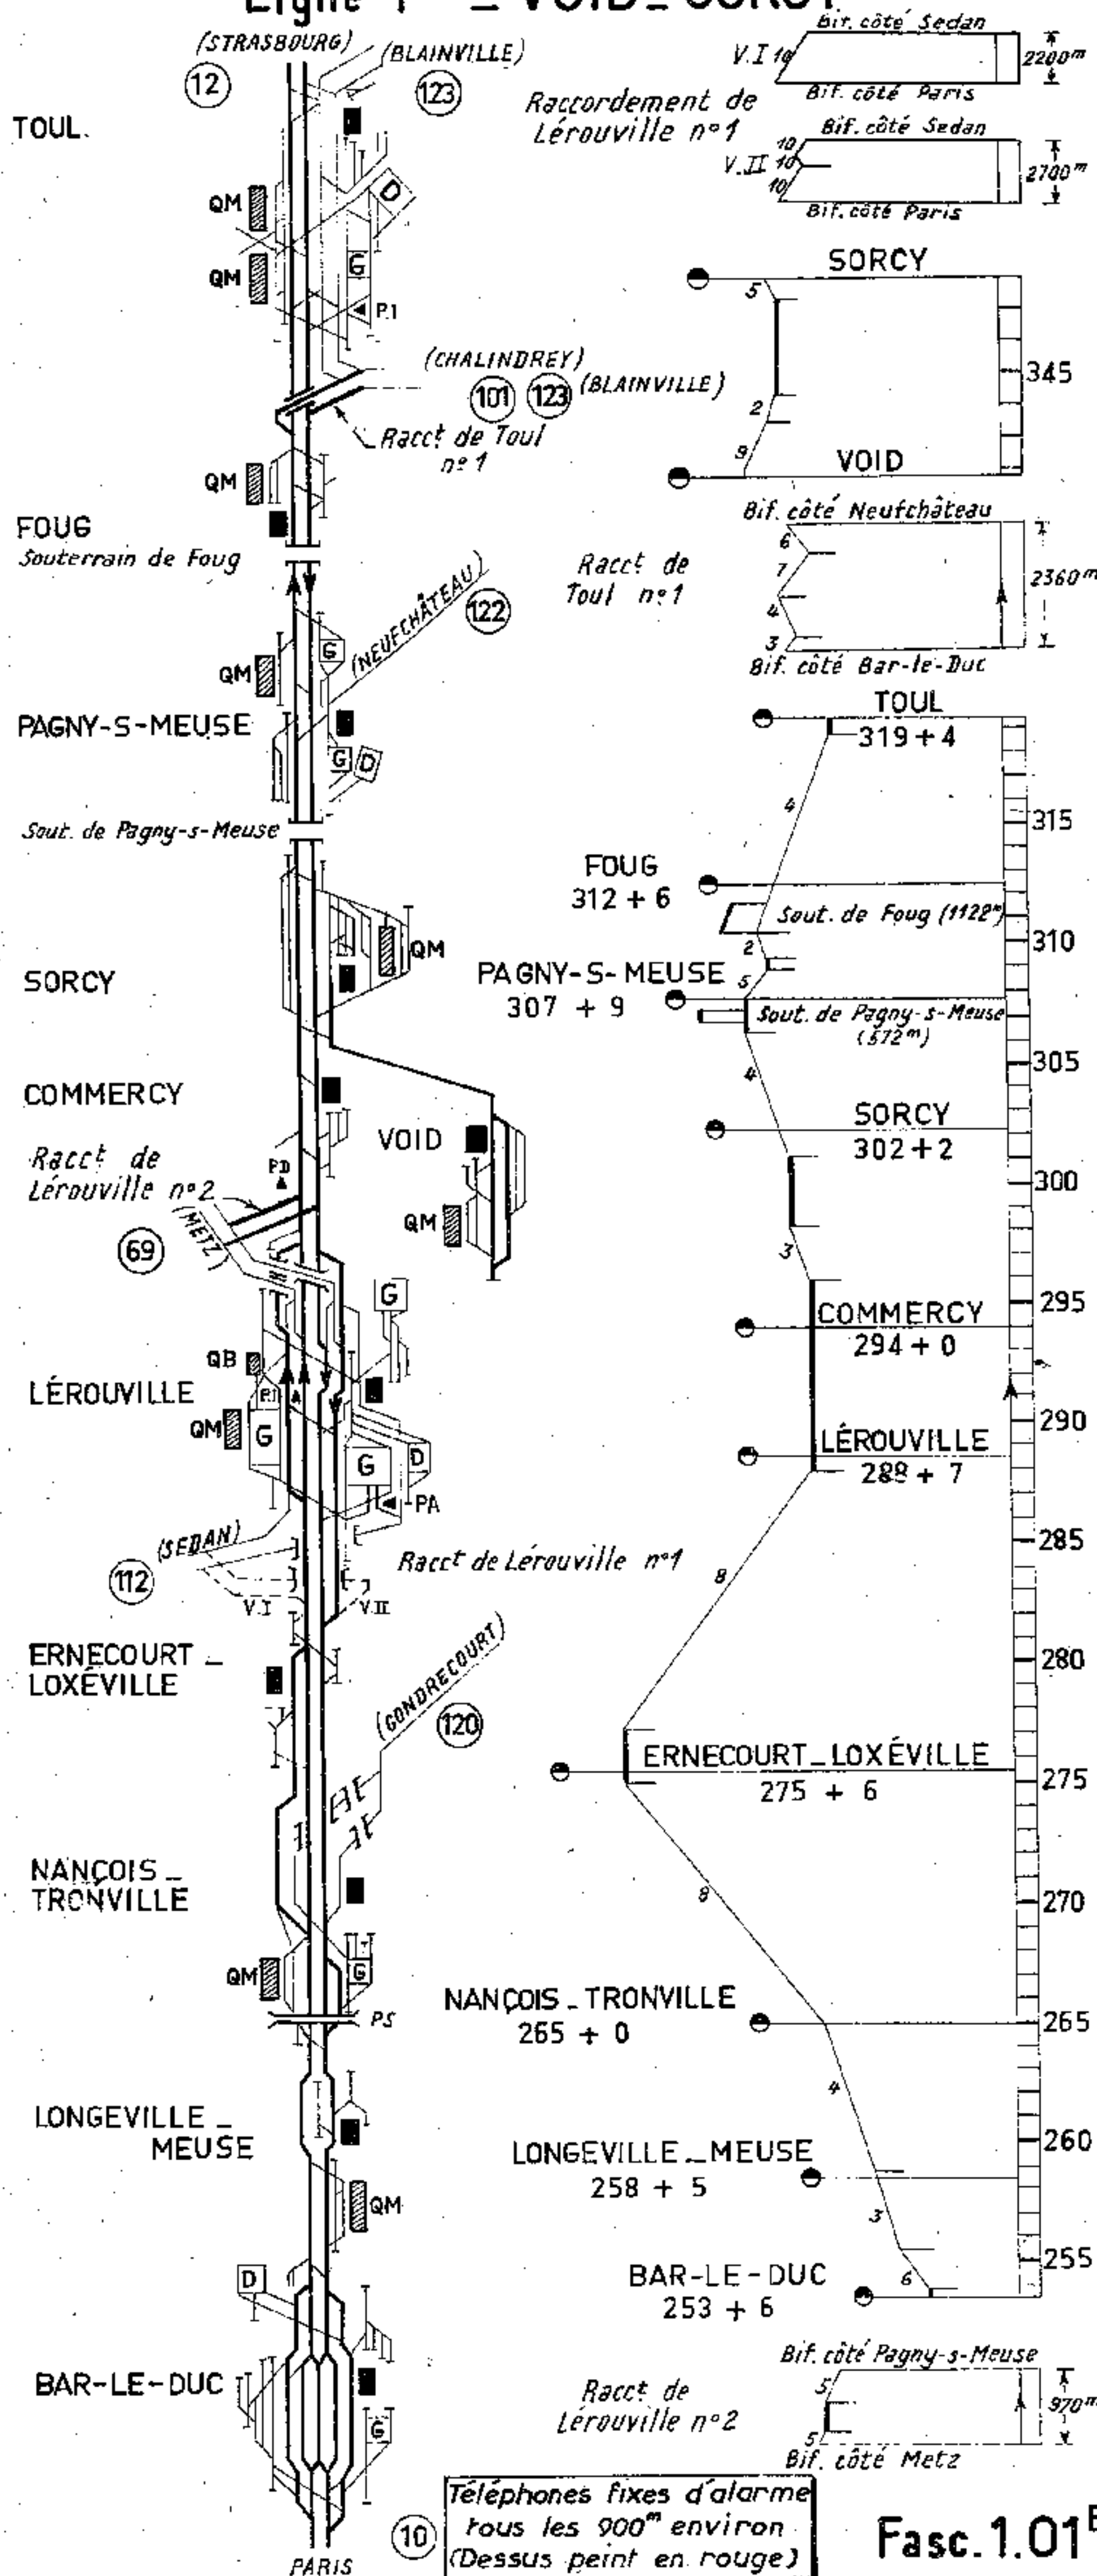 Ligne 1 _ VOID_SORCY
(STRASBOURG)
12
(BLAINVILLE)
123
TOUL.
QM
D
QM
G
P.I
(CHALINDREY)
101 123 (BLAINVILLE)
Racct de Toul
n°1
QM
FOUG
Souterrain de Foug
(NEUFCHÂTEAU)
122
G
QM
PAGNY-S-MEUSE
G D
Sout. de Pagny-s-Meuse
QM
SORCY
COMMERCY
VOID
Racct de
Lérouville n°2
PD
(METZ)
69
QM
G
QB
LÉROUVILLE
QM
G
G
D
PA
(SEDAN)
112
V.I
V.II
Racct de Lérouville n°1
ERNECOURT _
LOXÉVILLE
(GONDRECOURT)
120
NANÇOIS _
TRONVILLE
QM
G
PS
LONGEVILLE _
MEUSE
QM
D
BAR-LE-DUC
G
PARIS
10
Raccordement de
Lérouville n°1
Bif. côté Sedan
V.I 10
2200m
Bif. côté Paris
Bif. côté Sedan
10
V.II 10
10
2700m
Bif. côté Paris
SORCY
5
345
2
9
VOID
Racct de
Toul n°1
Bif. côté Neufchâteau
6
7
4
3
2360m
Bif. côté Bar-le-Duc
TOUL
319 + 4
4
315
FOUG
312 + 6
Sout. de Foug (1122m)
310
2
PAGNY-S-MEUSE
307 + 9
5
Sout. de Pagny-s-Meuse
(572m)
305
4
SORCY
302 + 2
300
3
295
COMMERCY
294 + 0
290
LÉROUVILLE
288 + 7
285
8
280
ERNECOURT_LOXÉVILLE
275 + 6
275
8
270
NANÇOIS _ TRONVILLE
265 + 0
265
4
260
LONGEVILLE_MEUSE
258 + 5
3
255
BAR-LE-DUC
253 + 6
6
Racct de
Lérouville n°2
Bif. côté Pagny-s-Meuse
5
5
970m
Bif. côté Metz
Téléphones fixes d'alarme
tous les 900m environ
(Dessus peint en rouge)
Fasc. 1.01B